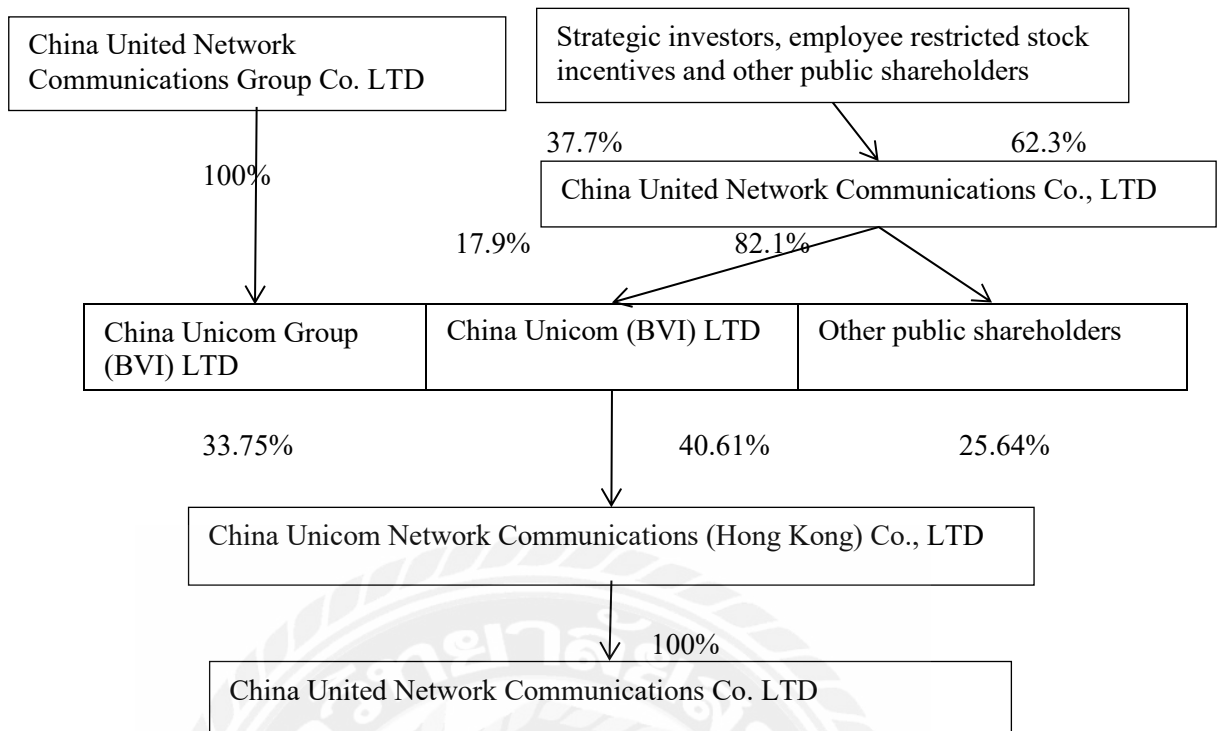 China United Network
Communications Group Co. LTD
Strategic investors, employee restricted stock
incentives and other public shareholders
37.7%
62.3%
100%
China United Network Communications Co., LTD
17.9%
82.1%
China Unicom Group
(BVI) LTD
China Unicom (BVI) LTD
Other public shareholders
33.75%
40.61%
25.64%
China Unicom Network Communications (Hong Kong) Co., LTD
100%
China United Network Communications Co. LTD